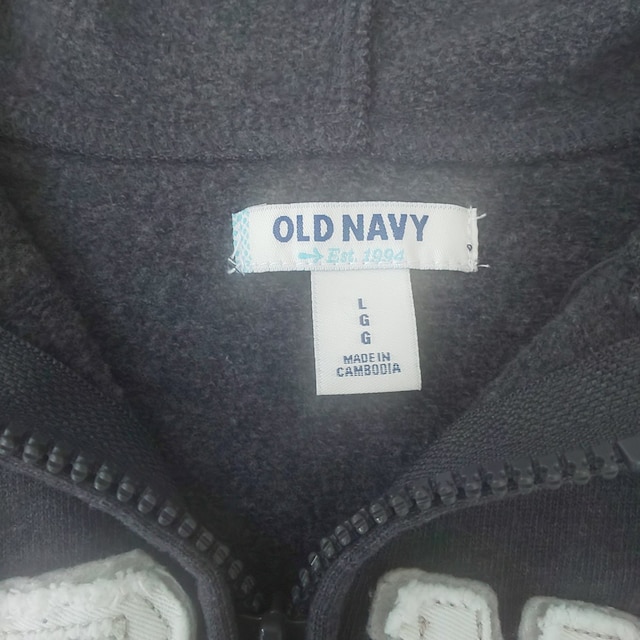 OLD NAVY
Est. 1994
L
G
G
MADE IN
CAMBODIA